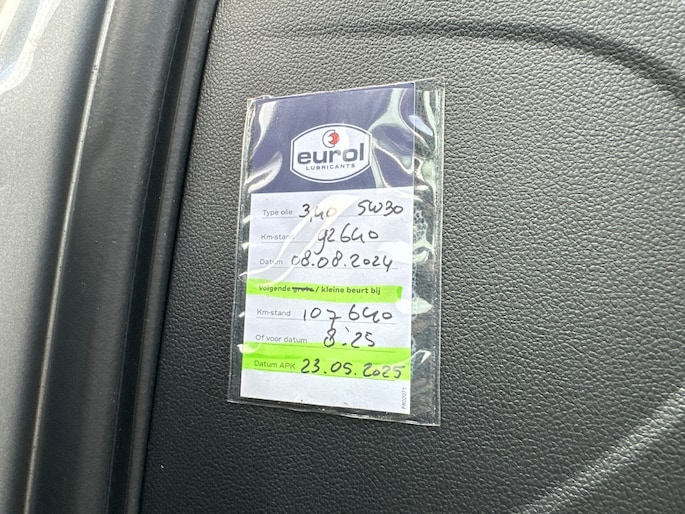 eurol
LUBRICANTS
Type olie 3,40 5W30
Km-stand 92640
Datum 08.08.2024
Volgende grote / kleine beurt bij
Km-stand 107640
Of voor datum 8.25
Datum APK 23.05.2025